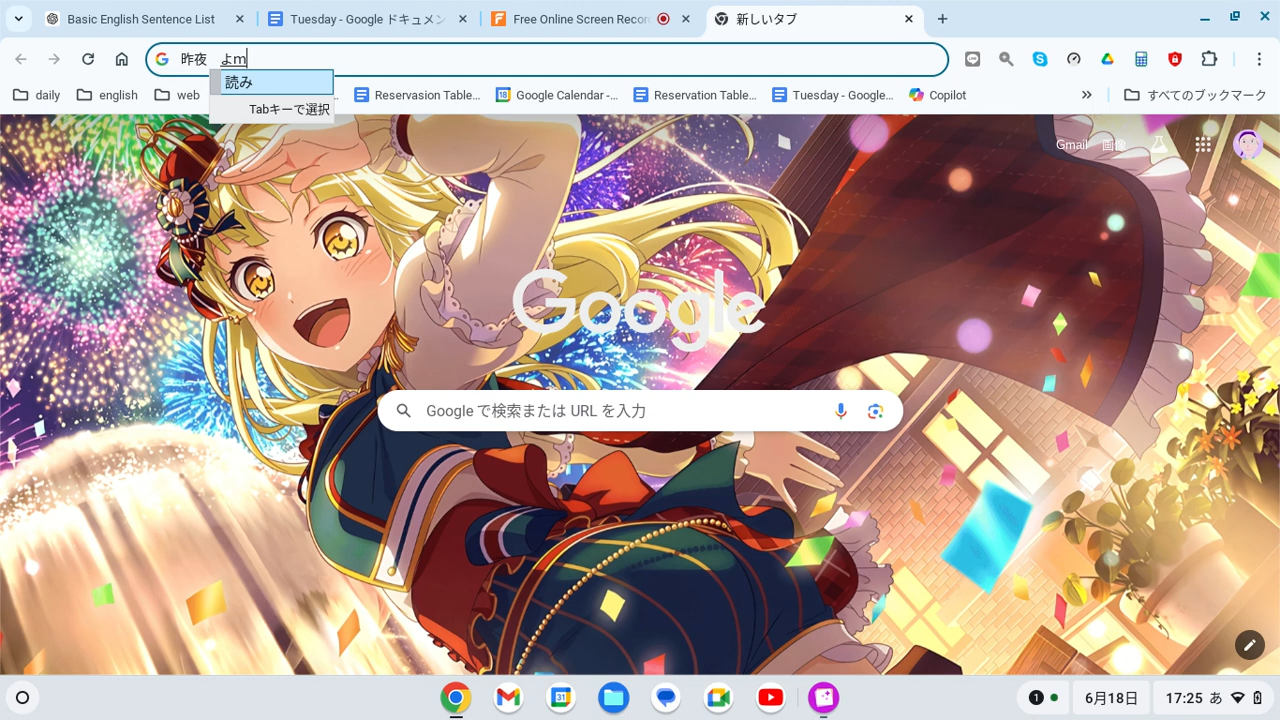 Basic English Sentence List
Tuesday - Google ドキュメン
Free Online Screen Recor
新しいタブ
昨夜 よm
読み
Tabキーで選択
daily
english
web
Reservasion Table...
Google Calendar -...
Reservation Table...
Tuesday - Google...
Copilot
すべてのブックマーク
Gmail 画像
Google
Google で検索または URL を入力
1
6月18日
17:25 あ